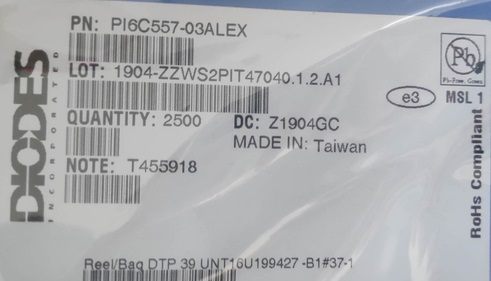 PN: PI6C557-03ALEX
LOT: 1904-ZZWS2PIT47040.1.2.A1
QUANTITY: 2500 DC: Z1904GC
MADE IN: Taiwan
NOTE: T455918
Reel/Bag DTP 39 UNT16U199427 -B1#37-1
DIODES
INCORPORATED
Pb
Pb-Free, Green
e3 MSL 1
RoHS Compliant